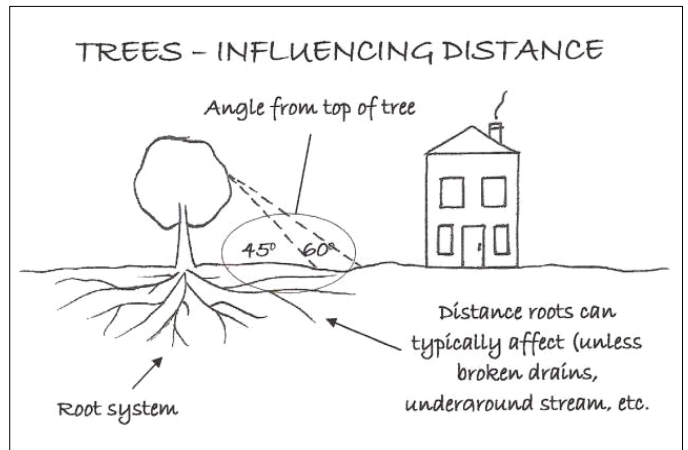 TREES – INFLUENCING DISTANCE
Angle from top of tree
45° 60°
Distance roots can
typically affect (unless
broken drains,
underground stream, etc.
Root system